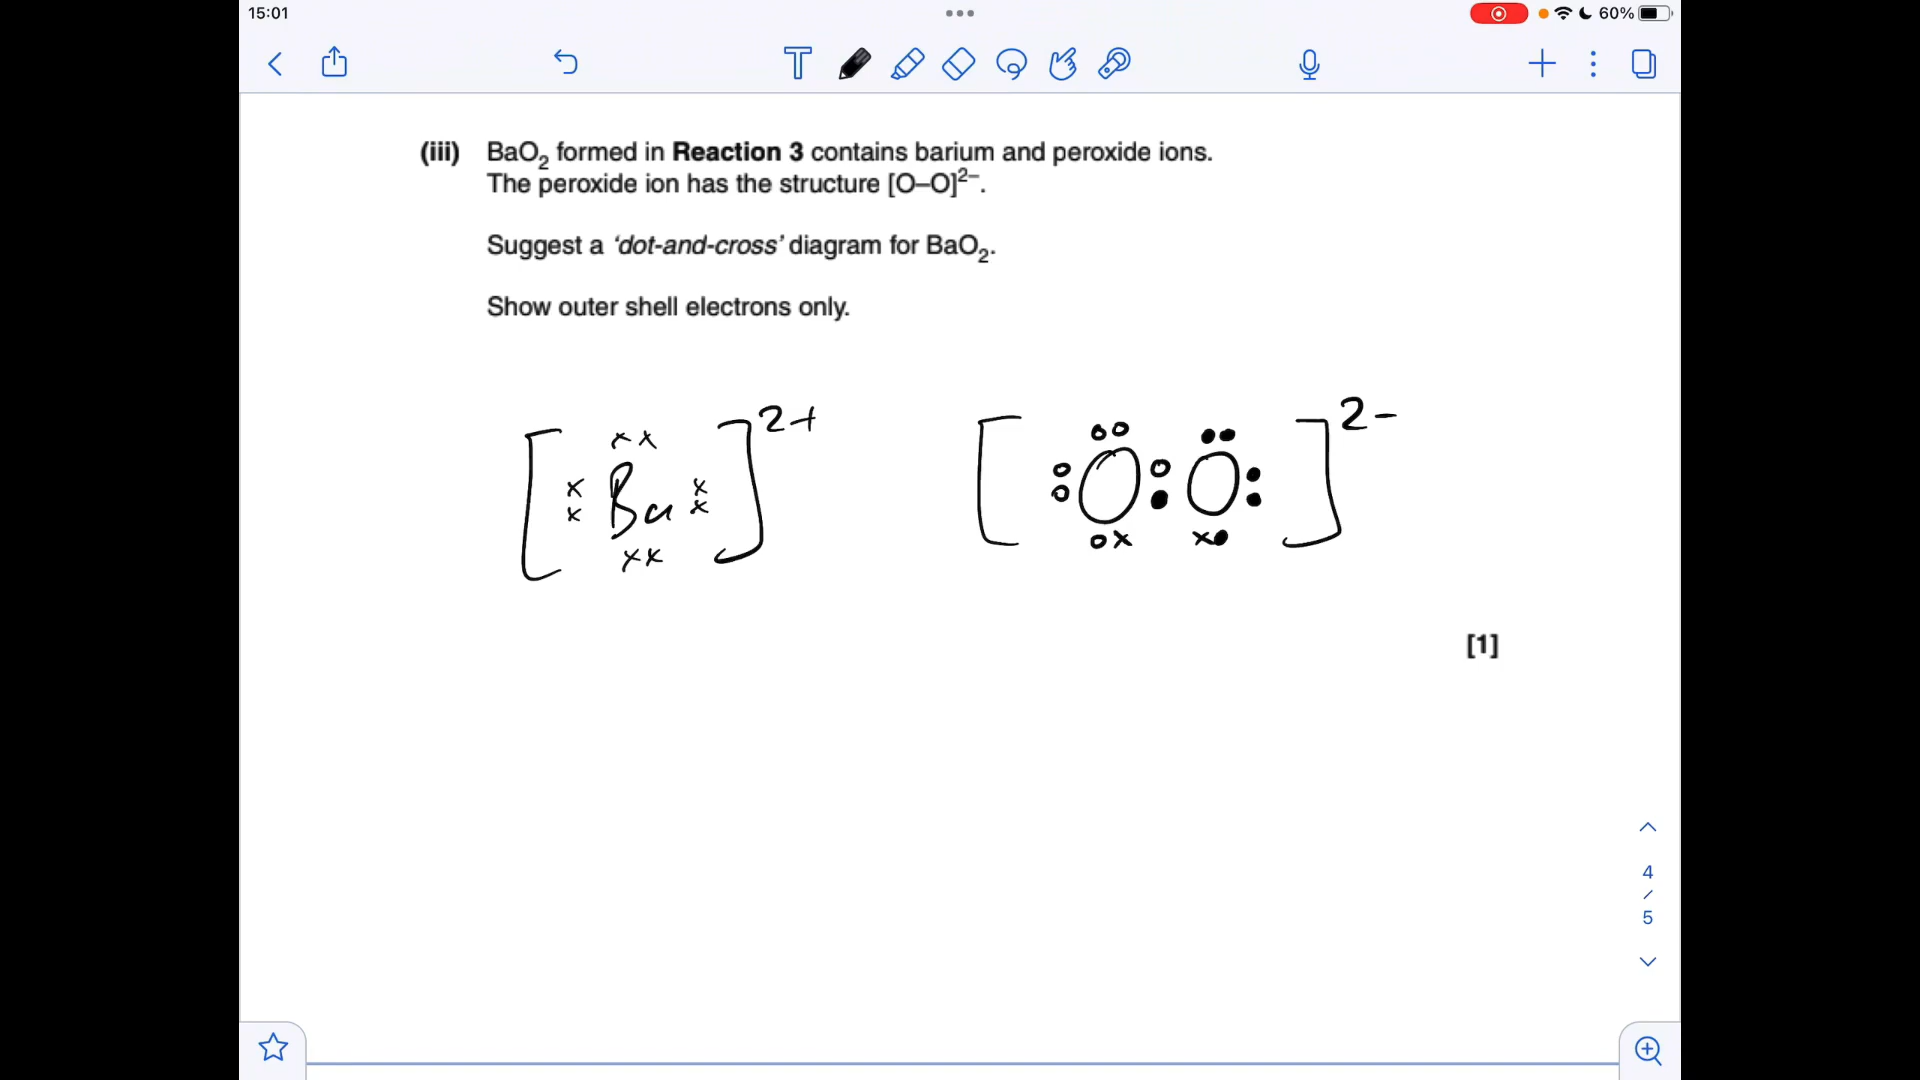 15:01
60%
(iii) BaO₂ formed in Reaction 3 contains barium and peroxide ions.
The peroxide ion has the structure [O–O]²⁻.
Suggest a ‘dot-and-cross’ diagram for BaO₂.
Show outer shell electrons only.
[Ba]2+ [O O]2-
[1]
4
/
5